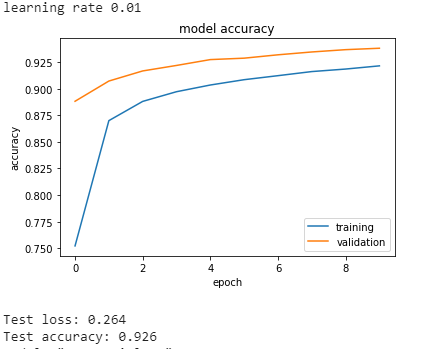 learning rate 0.01
model accuracy
accuracy
0.925
0.900
0.875
0.850
0.825
0.800
0.775
0.750
training
validation
0 2 4 6 8
epoch
Test loss: 0.264
Test accuracy: 0.926